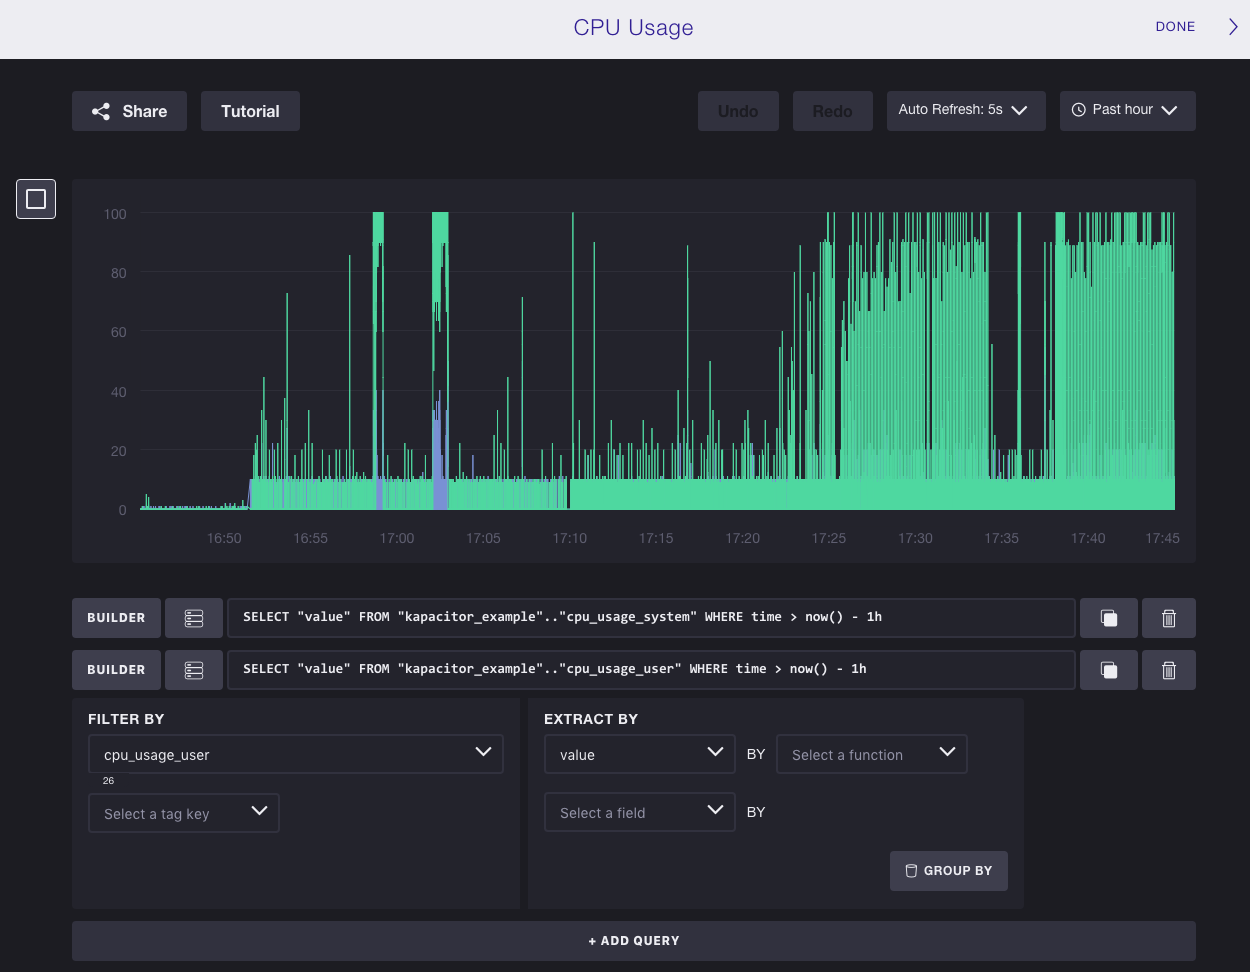 CPU Usage
DONE
Share
Tutorial
Undo
Redo
Auto Refresh: 5s
Past hour
100
80
60
40
20
0
16:50 16:55 17:00 17:05 17:10 17:15 17:20 17:25 17:30 17:35 17:40 17:45
BUILDER
SELECT "value" FROM "kapacitor_example".."cpu_usage_system" WHERE time > now() - 1h
BUILDER
SELECT "value" FROM "kapacitor_example".."cpu_usage_user" WHERE time > now() - 1h
FILTER BY
cpu_usage_user
26
Select a tag key
EXTRACT BY
value
BY
Select a function
Select a field
BY
GROUP BY
+ ADD QUERY